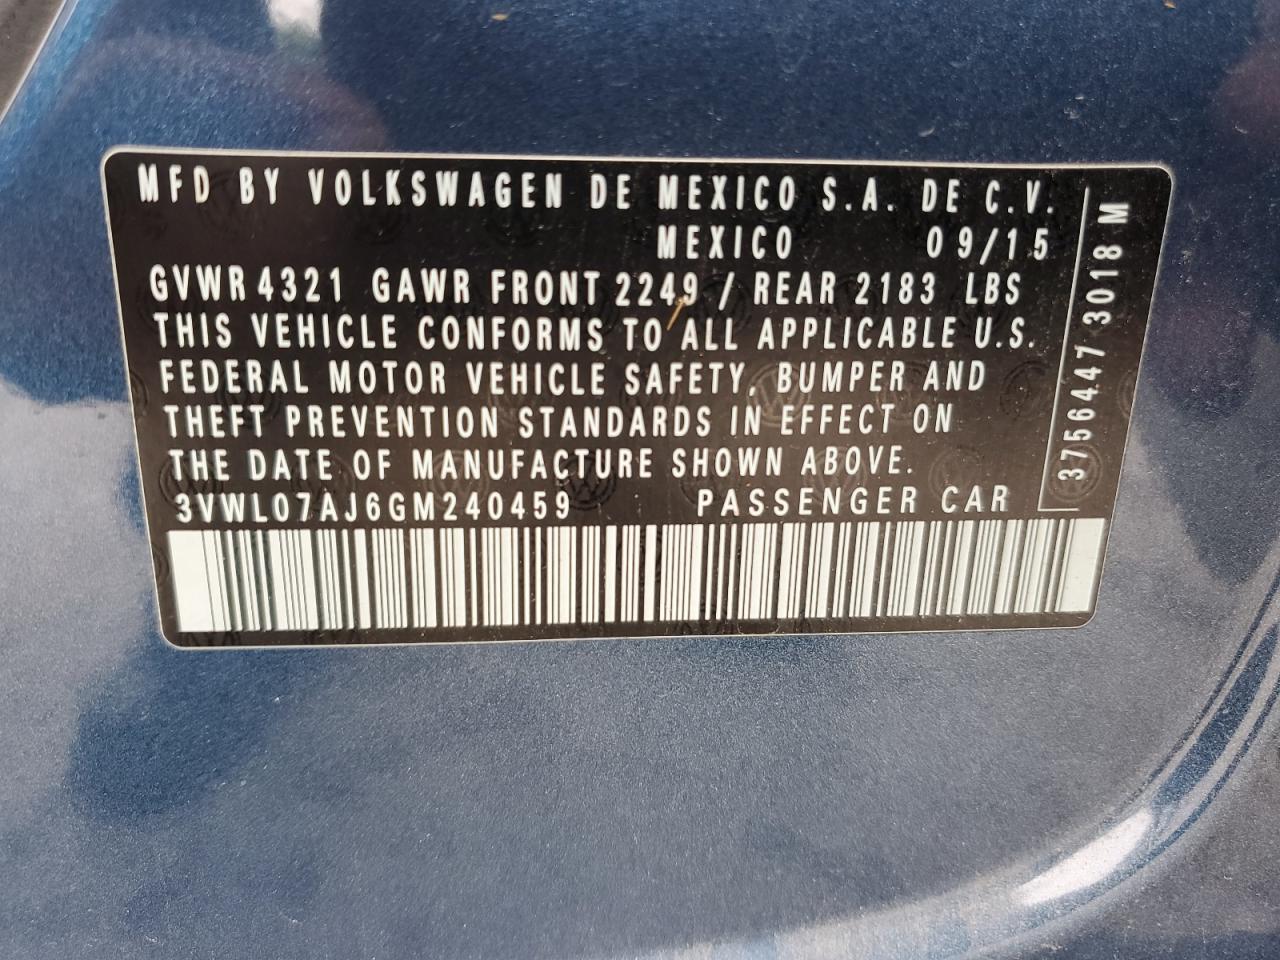 MFD BY VOLKSWAGEN DE MEXICO S.A. DE C.V.
MEXICO 09/15
GVWR 4321 GAWR FRONT 2249 / REAR 2183 LBS
THIS VEHICLE CONFORMS TO ALL APPLICABLE U.S.
FEDERAL MOTOR VEHICLE SAFETY, BUMPER AND
THEFT PREVENTION STANDARDS IN EFFECT ON
THE DATE OF MANUFACTURE SHOWN ABOVE.
3VWL07AJ6GM240459 PASSENGER CAR
3756447 3018 M